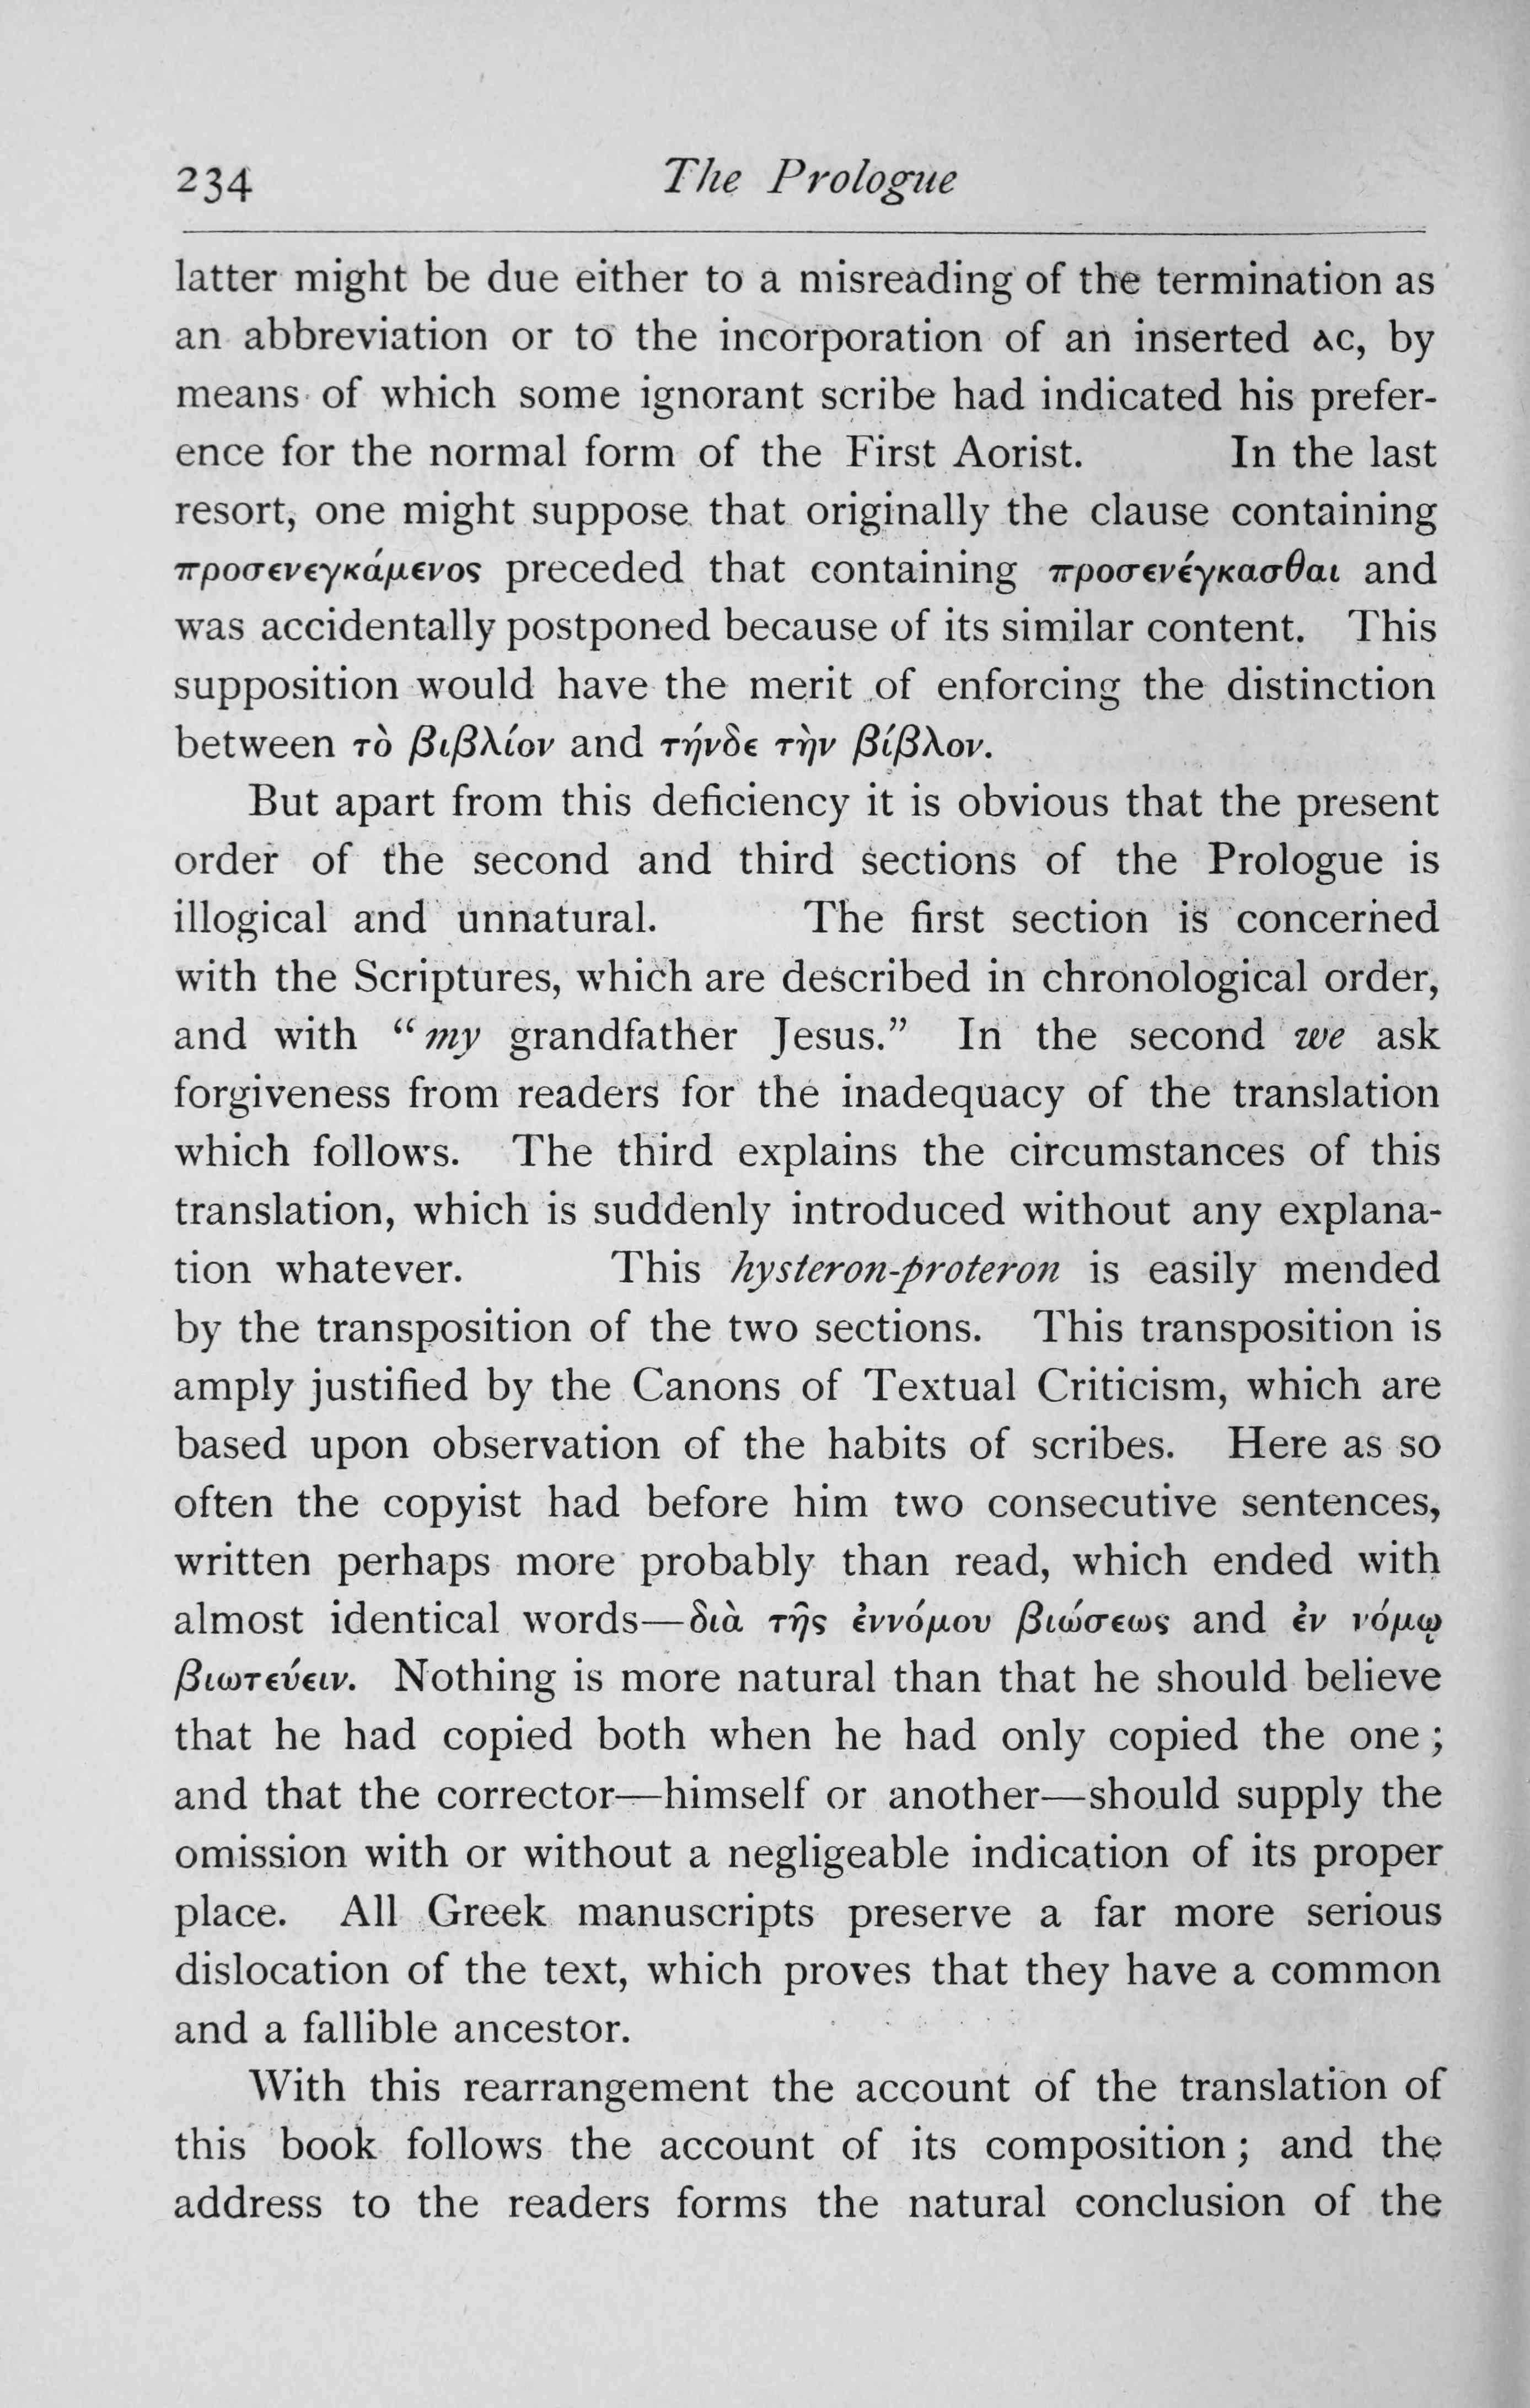 234 The Prologue
latter might be due either to a misreading of the termination as
an abbreviation or to the incorporation of an inserted ⲁⲥ, by
means of which some ignorant scribe had indicated his prefer-
ence for the normal form of the First Aorist. In the last
resort, one might suppose that originally the clause containing
προσενεγκάμενος preceded that containing προσενέγκασθαι and
was accidentally postponed because of its similar content. This
supposition would have the merit of enforcing the distinction
between τὸ βιβλίον and τήνδε τὴν βίβλον.
But apart from this deficiency it is obvious that the present
order of the second and third sections of the Prologue is
illogical and unnatural. The first section is concerned
with the Scriptures, which are described in chronological order,
and with “my grandfather Jesus.” In the second we ask
forgiveness from readers for the inadequacy of the translation
which follows. The third explains the circumstances of this
translation, which is suddenly introduced without any explana-
tion whatever. This hysteron-proteron is easily mended
by the transposition of the two sections. This transposition is
amply justified by the Canons of Textual Criticism, which are
based upon observation of the habits of scribes. Here as so
often the copyist had before him two consecutive sentences,
written perhaps more probably than read, which ended with
almost identical words—διὰ τῆς ἐννόμου βιώσεως and ἐν νόμῳ
βιωτεύειν. Nothing is more natural than that he should believe
that he had copied both when he had only copied the one;
and that the corrector—himself or another—should supply the
omission with or without a negligeable indication of its proper
place. All Greek manuscripts preserve a far more serious
dislocation of the text, which proves that they have a common
and a fallible ancestor.
With this rearrangement the account of the translation of
this book follows the account of its composition; and the
address to the readers forms the natural conclusion of the